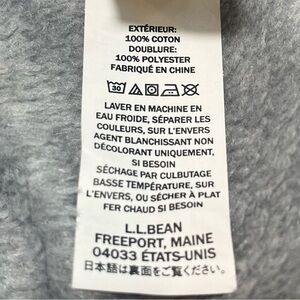 EXTÉRIEUR:
100% COTON
DOUBLURE:
100% POLYESTER
FABRIQUÉ EN CHINE
30
LAVER EN MACHINE EN
EAU FROIDE, SÉPARER LES
COULEURS, SUR L'ENVERS
AGENT BLANCHISSANT NON
DÉCOLORANT UNIQUEMENT,
SI BESOIN
SÉCHAGE PAR CULBUTAGE
BASSE TEMPÉRATURE, SUR
L'ENVERS, OU SÉCHER À PLAT
FER CHAUD SI BESOIN
L.L.BEAN
FREEPORT, MAINE
04033 ÉTATS-UNIS
日本語は裏面をご覧ください。